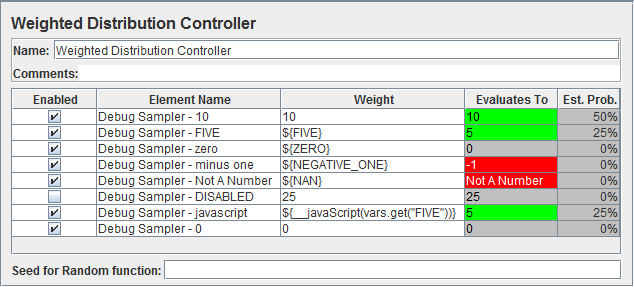 Weighted Distribution Controller
Name: Weighted Distribution Controller
Comments:
Enabled Element Name Weight Evaluates To Est. Prob.
Debug Sampler - 10 10 10 50%
Debug Sampler - FIVE ${FIVE} 5 25%
Debug Sampler - zero ${ZERO} 0 0%
Debug Sampler - minus one ${NEGATIVE_ONE} -1 0%
Debug Sampler - Not A Number ${NAN} Not A Number 0%
Debug Sampler - DISABLED 25 25 0%
Debug Sampler - javascript ${__javaScript(vars.get("FIVE"))} 5 25%
Debug Sampler - 0 0 0 0%
Seed for Random function: